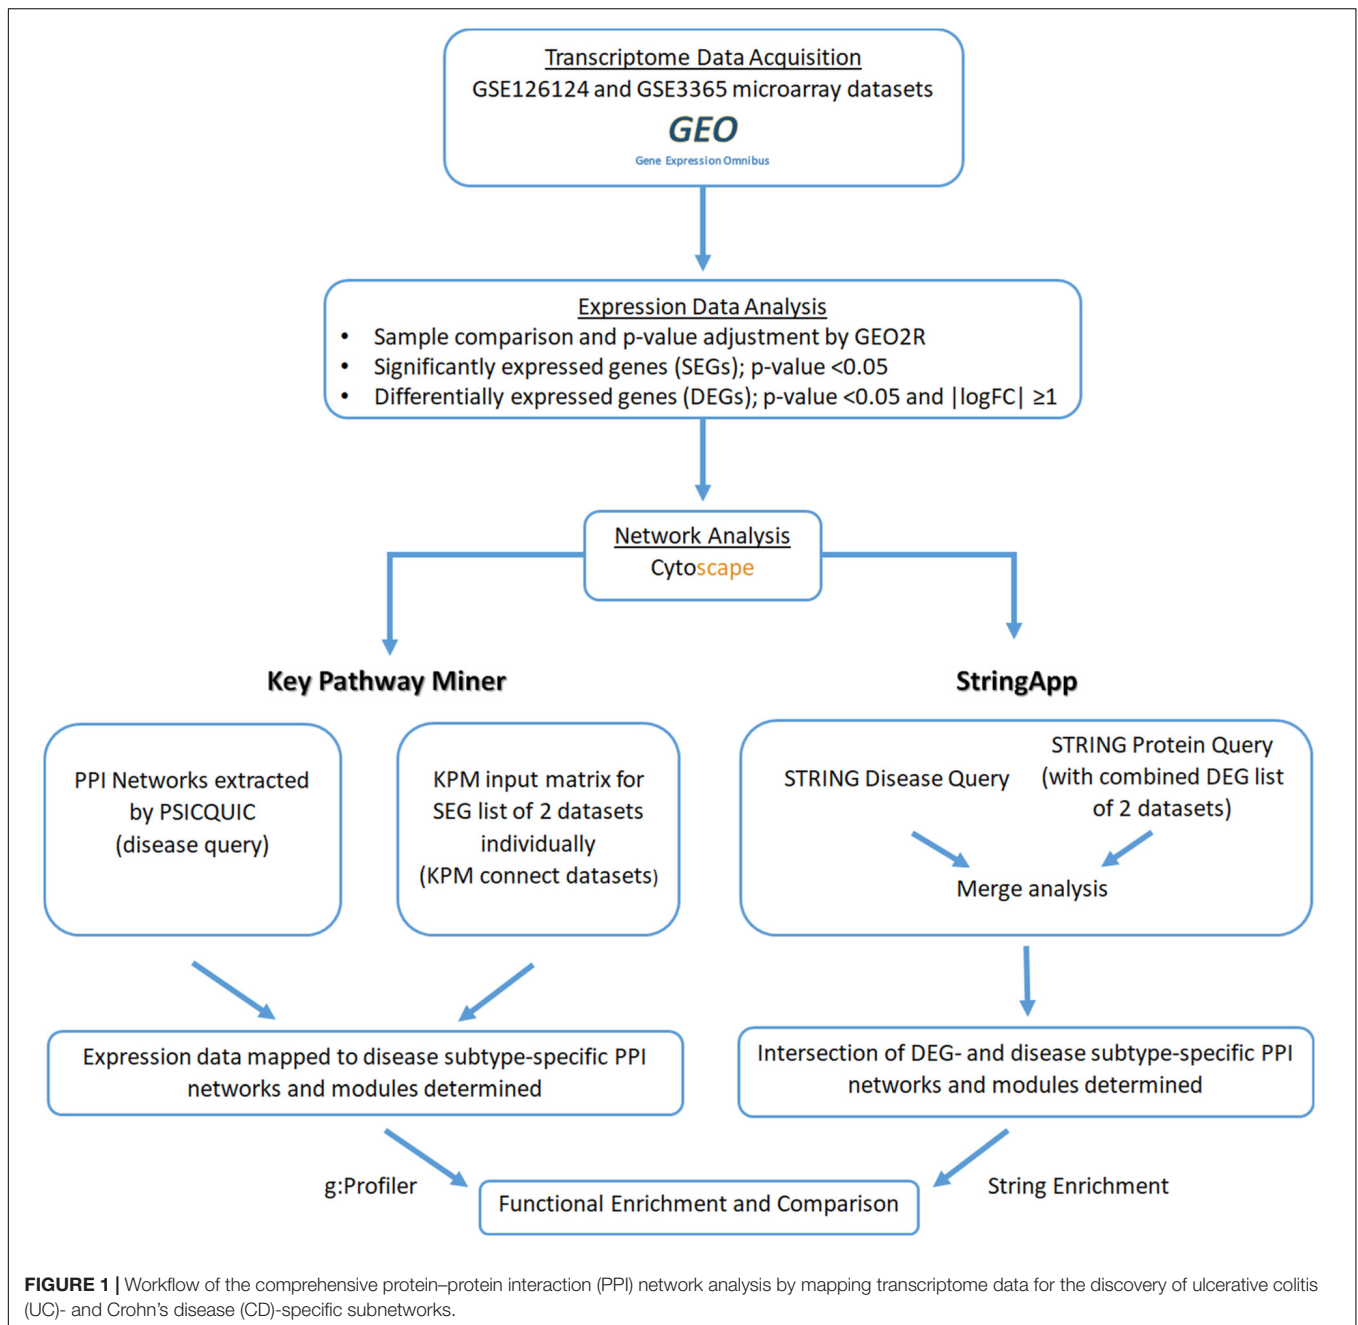 Transcriptome Data Acquisition
GSE126124 and GSE3365 microarray datasets
GEO
Gene Expression Omnibus
Expression Data Analysis
• Sample comparison and p-value adjustment by GEO2R
• Significantly expressed genes (SEGs); p-value <0.05
• Differentially expressed genes (DEGs); p-value <0.05 and |logFC| ≥1
Network Analysis
Cytoscape
Key Pathway Miner
PPI Networks extracted
by PSICQUIC
(disease query)
KPM input matrix for
SEG list of 2 datasets
individually
(KPM connect datasets)
Expression data mapped to disease subtype-specific PPI
networks and modules determined
g:Profiler
StringApp
STRING Disease Query
STRING Protein Query
(with combined DEG list
of 2 datasets)
Merge analysis
Intersection of DEG- and disease subtype-specific PPI
networks and modules determined
String Enrichment
Functional Enrichment and Comparison
FIGURE 1 | Workflow of the comprehensive protein–protein interaction (PPI) network analysis by mapping transcriptome data for the discovery of ulcerative colitis
(UC)- and Crohn's disease (CD)-specific subnetworks.